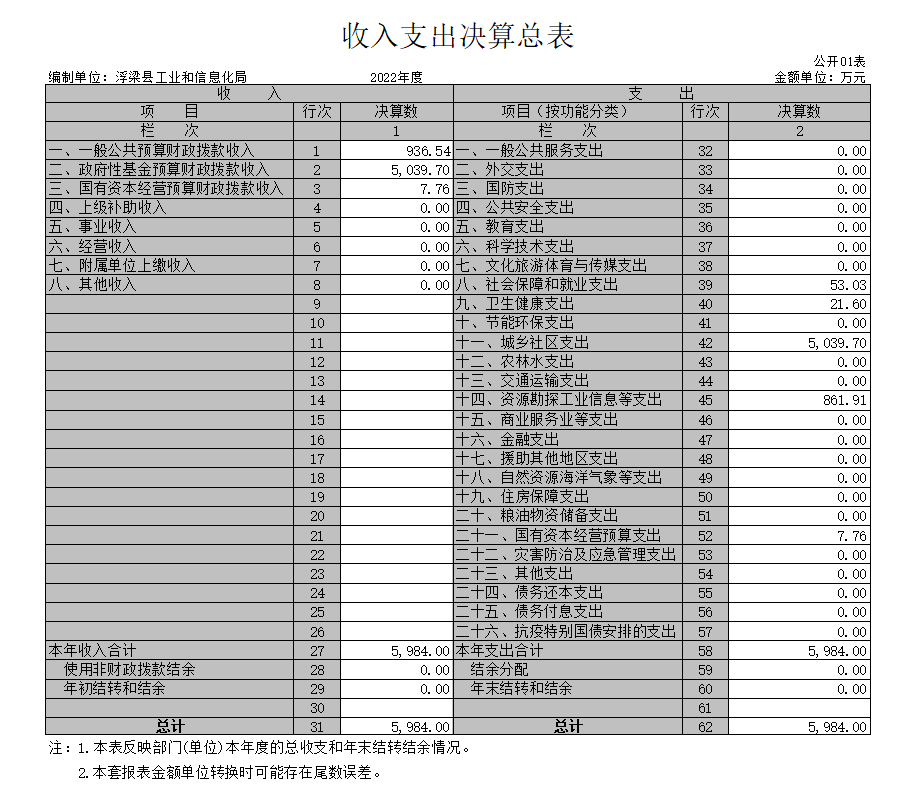 收入支出决算总表
公开01表
编制单位：浮梁县工业和信息化局 2022年度 金额单位：万元
收 入 支 出
项 目 行次 决算数 项目（按功能分类） 行次 决算数
栏 次 1 栏 次 2
一、一般公共预算财政拨款收入 1 936.54 一、一般公共服务支出 32 0.00
二、政府性基金预算财政拨款收入 2 5,039.70 二、外交支出 33 0.00
三、国有资本经营预算财政拨款收入 3 7.76 三、国防支出 34 0.00
四、上级补助收入 4 0.00 四、公共安全支出 35 0.00
五、事业收入 5 0.00 五、教育支出 36 0.00
六、经营收入 6 0.00 六、科学技术支出 37 0.00
七、附属单位上缴收入 7 0.00 七、文化旅游体育与传媒支出 38 0.00
八、其他收入 8 0.00 八、社会保障和就业支出 39 53.03
9 九、卫生健康支出 40 21.60
10 十、节能环保支出 41 0.00
11 十一、城乡社区支出 42 5,039.70
12 十二、农林水支出 43 0.00
13 十三、交通运输支出 44 0.00
14 十四、资源勘探工业信息等支出 45 861.91
15 十五、商业服务业等支出 46 0.00
16 十六、金融支出 47 0.00
17 十七、援助其他地区支出 48 0.00
18 十八、自然资源海洋气象等支出 49 0.00
19 十九、住房保障支出 50 0.00
20 二十、粮油物资储备支出 51 0.00
21 二十一、国有资本经营预算支出 52 7.76
22 二十二、灾害防治及应急管理支出 53 0.00
23 二十三、其他支出 54 0.00
24 二十四、债务还本支出 55 0.00
25 二十五、债务付息支出 56 0.00
26 二十六、抗疫特别国债安排的支出 57 0.00
本年收入合计 27 5,984.00 本年支出合计 58 5,984.00
使用非财政拨款结余 28 0.00 结余分配 59 0.00
年初结转和结余 29 0.00 年末结转和结余 60 0.00
30 61
总计 31 5,984.00 总计 62 5,984.00
注：1.本表反映部门(单位)本年度的总收支和年末结转结余情况。
2.本套报表金额单位转换时可能存在尾数误差。